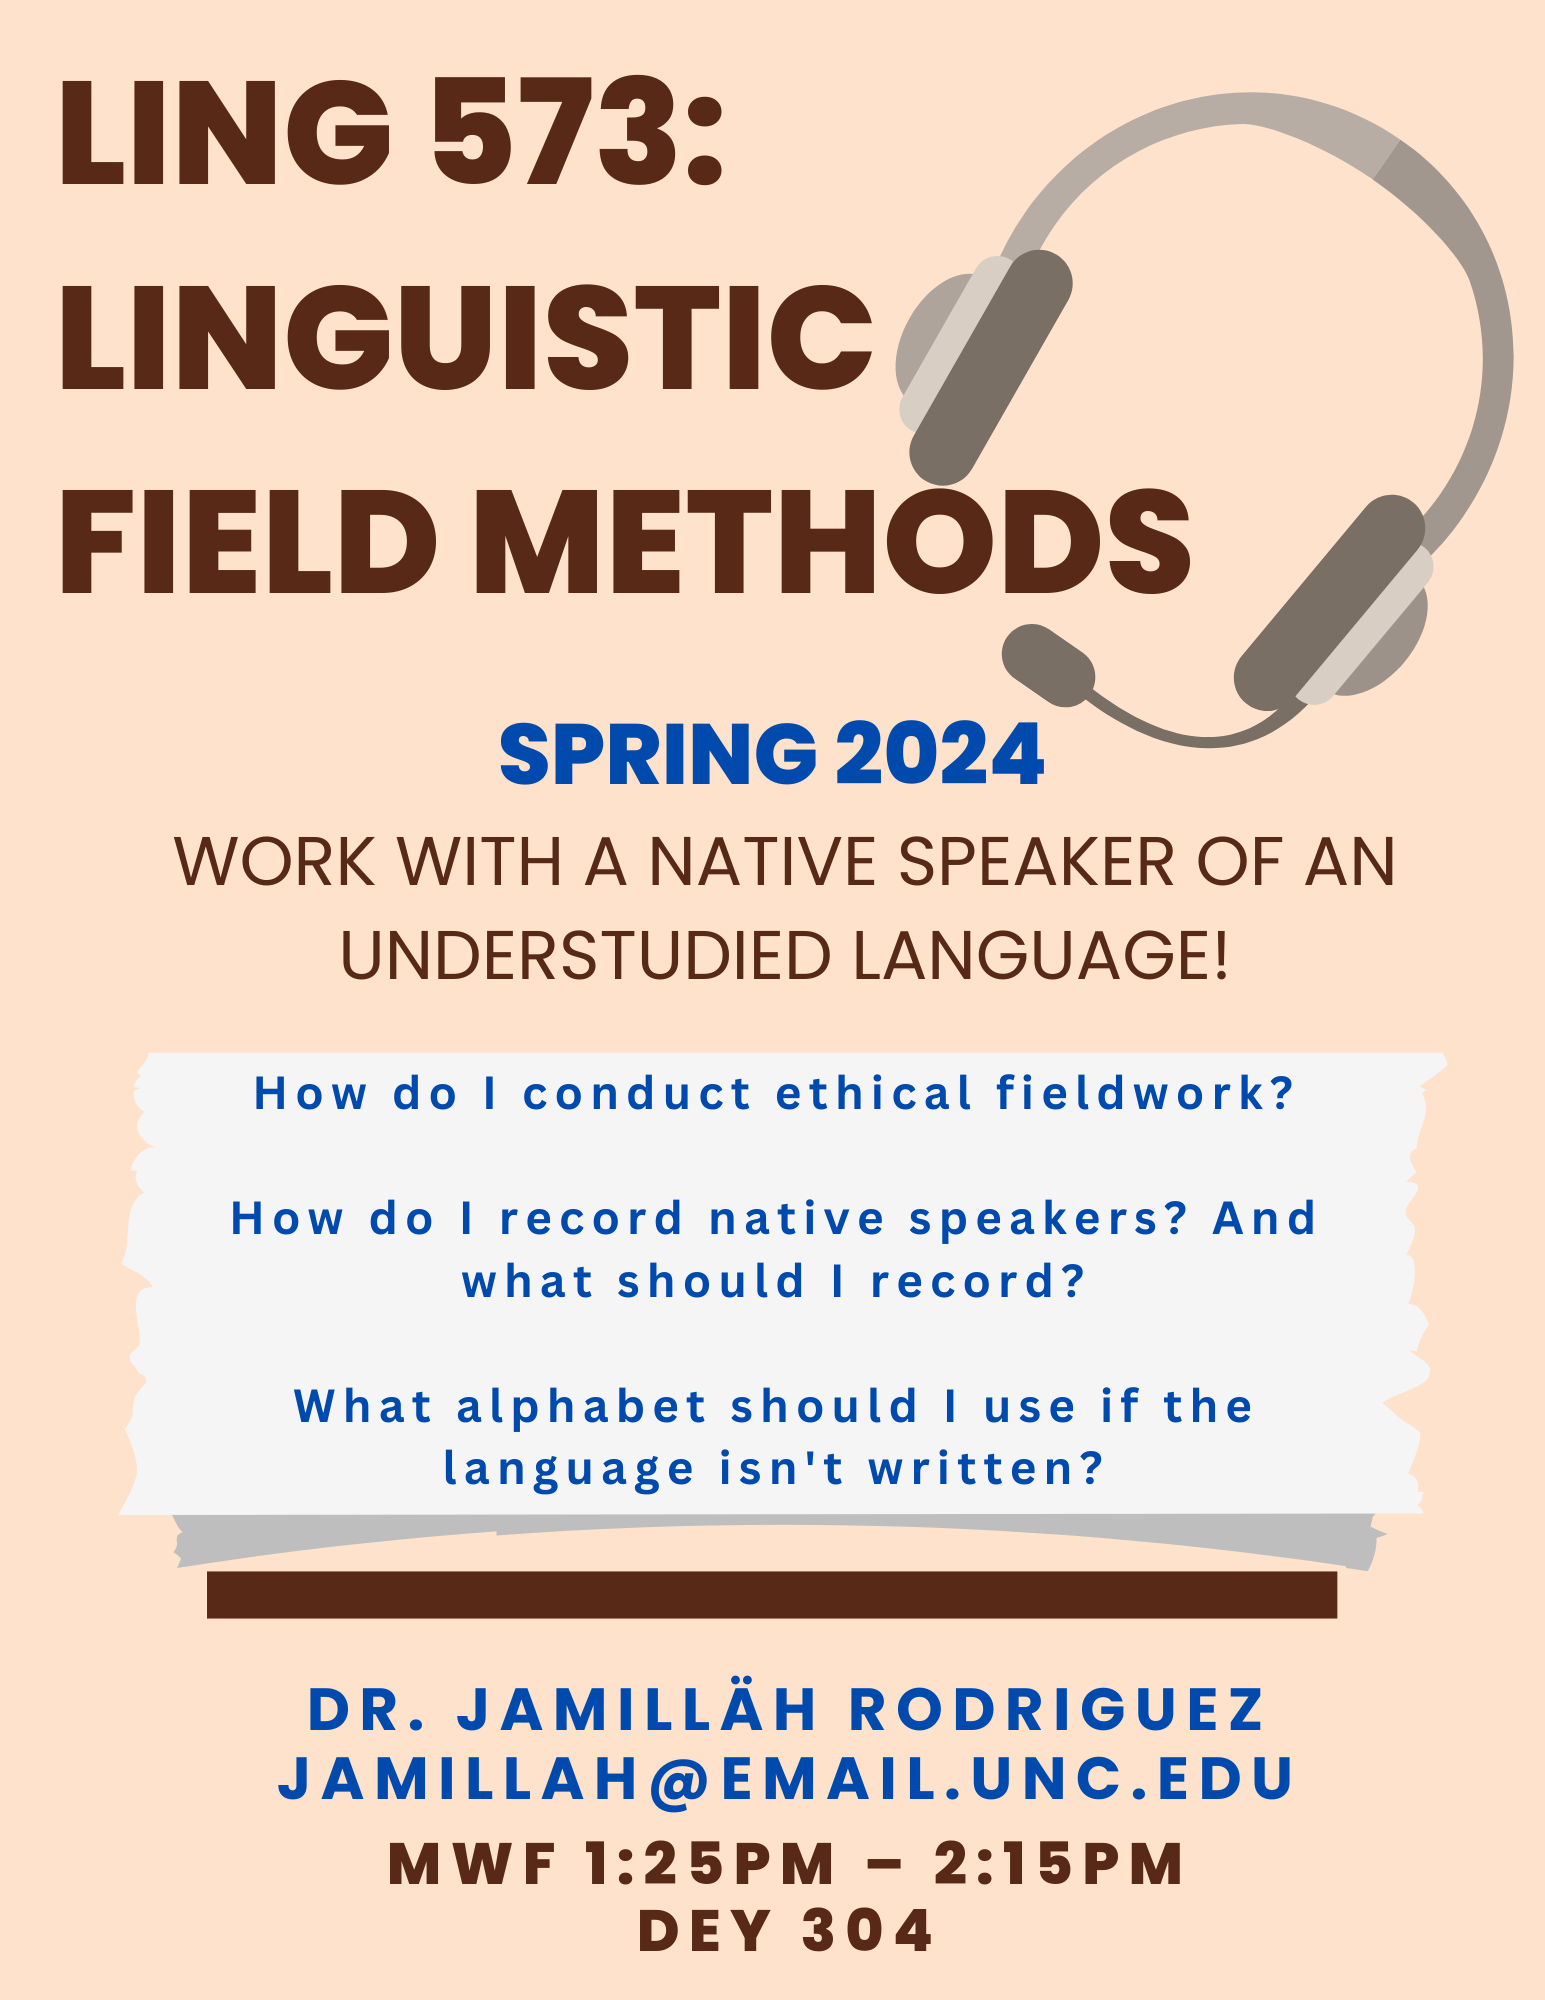 LING 573:
LINGUISTIC
FIELD METHODS
SPRING 2024
WORK WITH A NATIVE SPEAKER OF AN
UNDERSTUDIED LANGUAGE!
How do I conduct ethical fieldwork?
How do I record native speakers? And
what should I record?
What alphabet should I use if the
language isn't written?
DR. JAMILLÄH RODRIGUEZ
JAMILLAH@EMAIL.UNC.EDU
MWF 1:25PM – 2:15PM
DEY 304